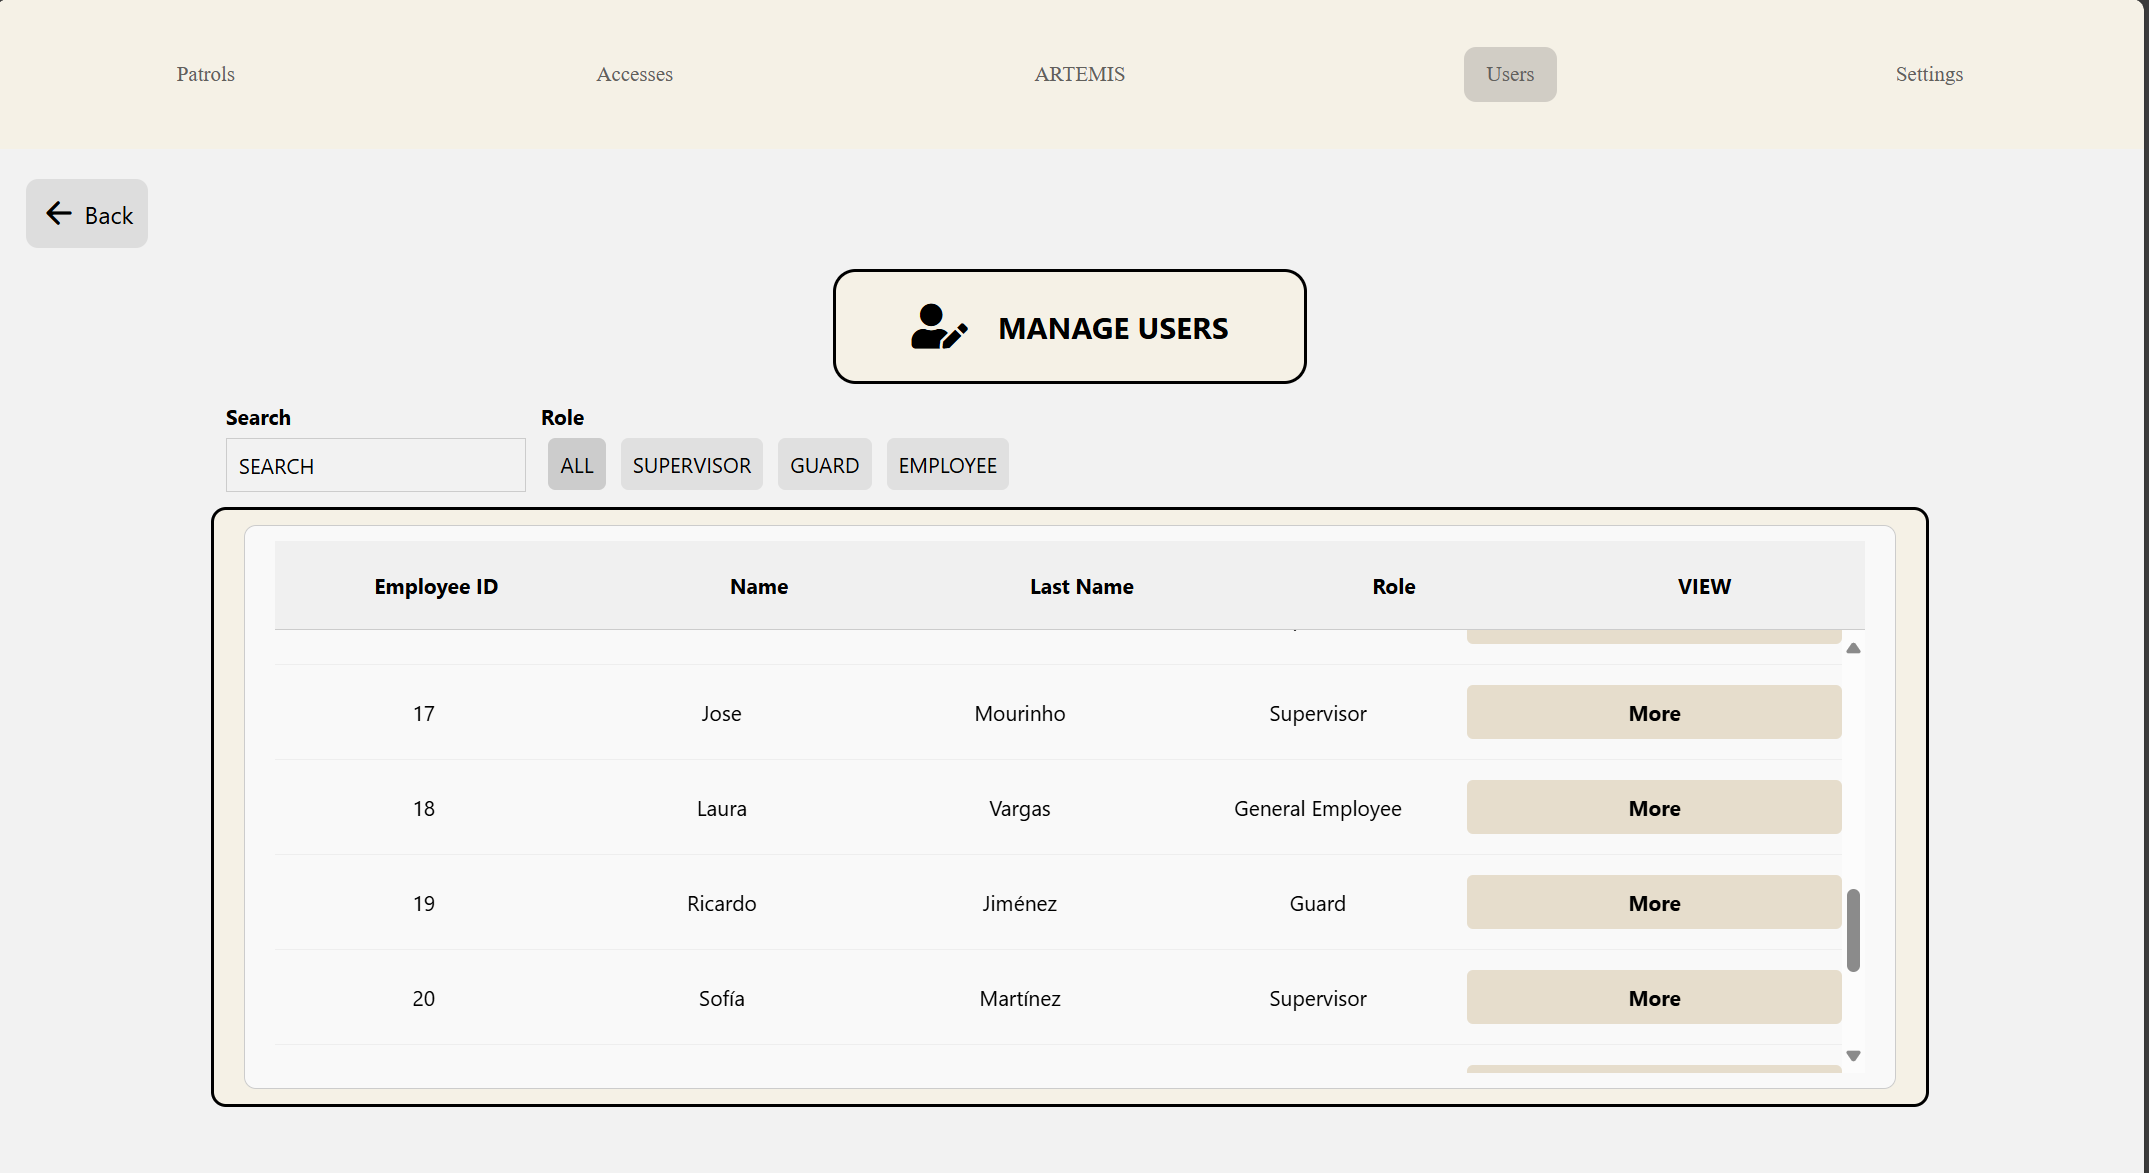 Patrols Accesses ARTEMIS Users Settings
Back
MANAGE USERS
Search Role
SEARCH ALL SUPERVISOR GUARD EMPLOYEE
Employee ID Name Last Name Role VIEW
17 Jose Mourinho Supervisor More
18 Laura Vargas General Employee More
19 Ricardo Jiménez Guard More
20 Sofía Martínez Supervisor More